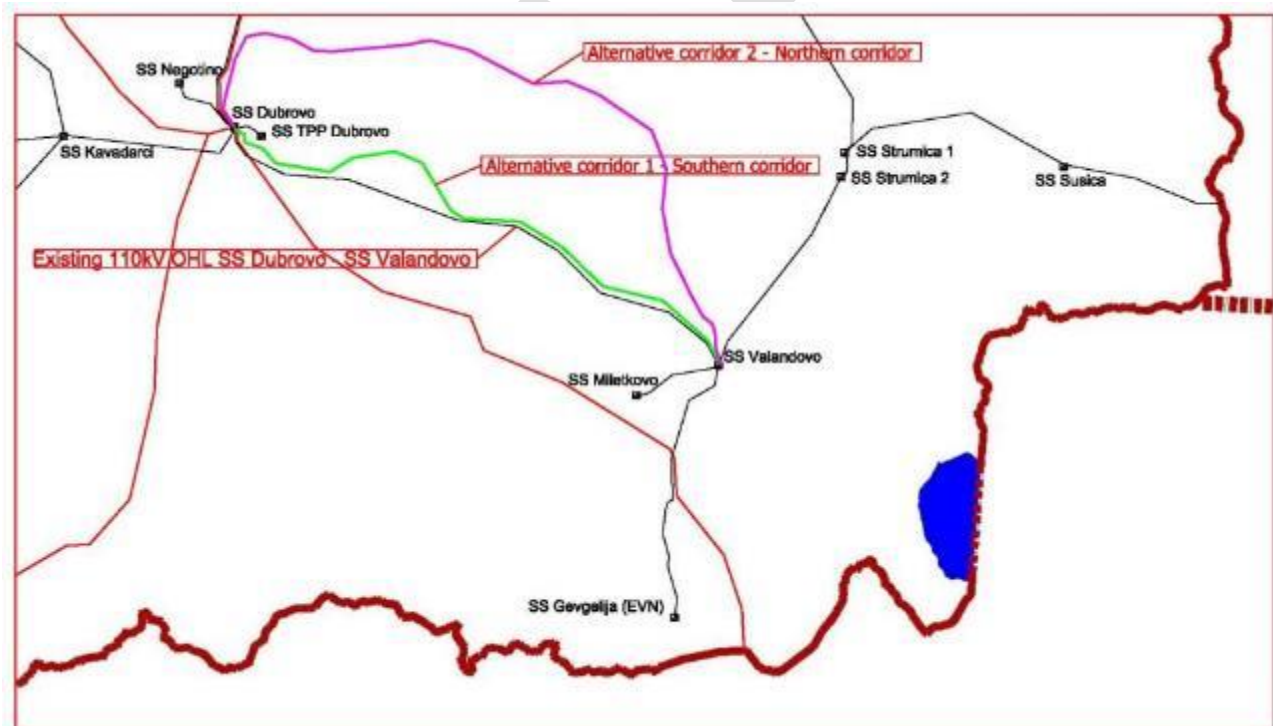 Alternative corridor 2 - Northern corridor
SS Negotino
SS Dubrovo
SS TPP Dubrovo
SS Kavadarci
Alternative corridor 1 - Southern corridor
SS Strumica 1
SS Strumica 2
SS Susica
Existing 110kV OHL SS Dubrovo - SS Valandovo
SS Valandovo
SS Miletkovo
SS Gevgelija (EVN)